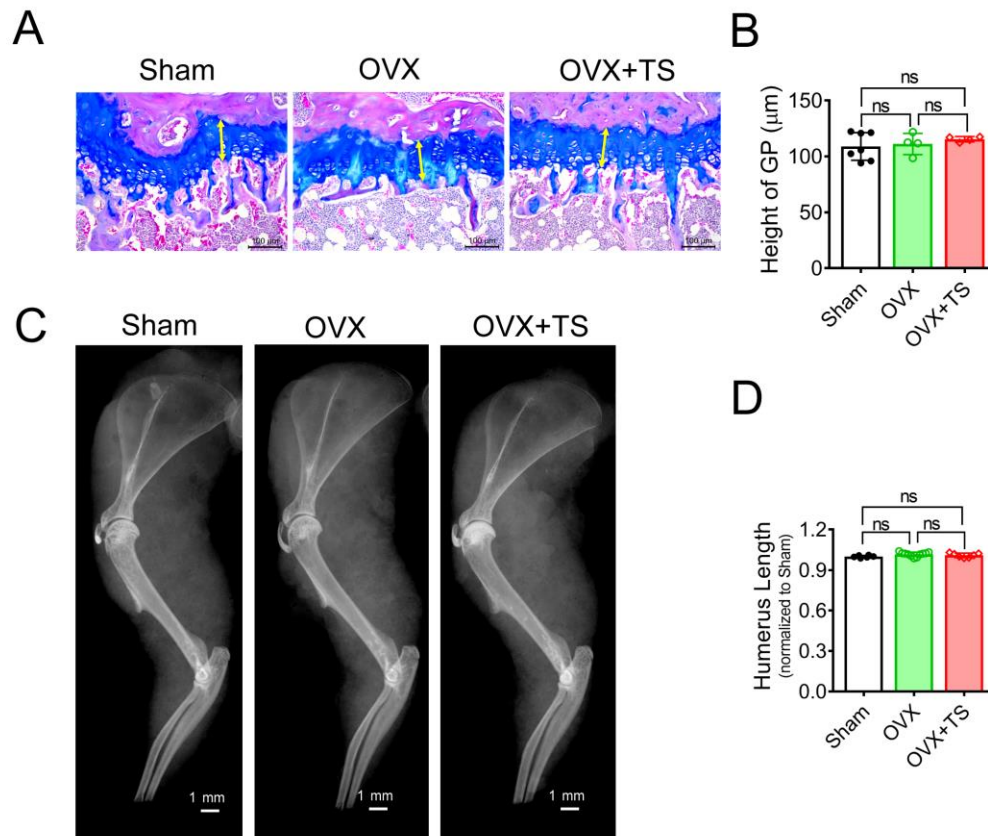 A
Sham
OVX
OVX+TS
100 µm
100 µm
100 µm
B
ns
ns
ns
Height of GP (µm)
150
100
50
0
Sham
OVX
OVX+TS
C
Sham
OVX
OVX+TS
1 mm
1 mm
1 mm
D
ns
ns
ns
Humerus Length
(normalized to Sham)
1.2
0.9
0.6
0.3
0.0
Sham
OVX
OVX+TS